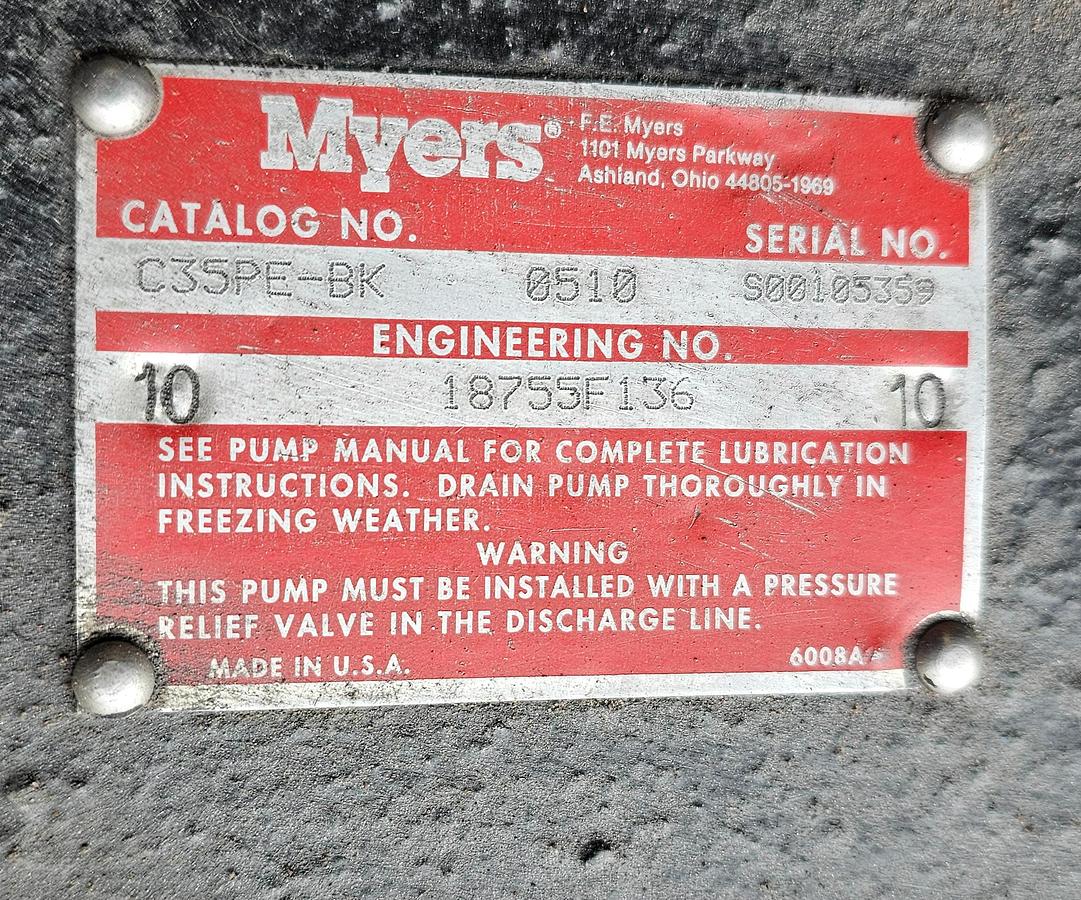 Myers® F.E. Myers
1101 Myers Parkway
Ashland, Ohio 44805-1969
CATALOG NO. SERIAL NO.
C35PE-BK 0510 S00105359
ENGINEERING NO.
10 18755F136 10
SEE PUMP MANUAL FOR COMPLETE LUBRICATION
INSTRUCTIONS. DRAIN PUMP THOROUGHLY IN
FREEZING WEATHER.
WARNING
THIS PUMP MUST BE INSTALLED WITH A PRESSURE
RELIEF VALVE IN THE DISCHARGE LINE.
MADE IN U.S.A. 6008A